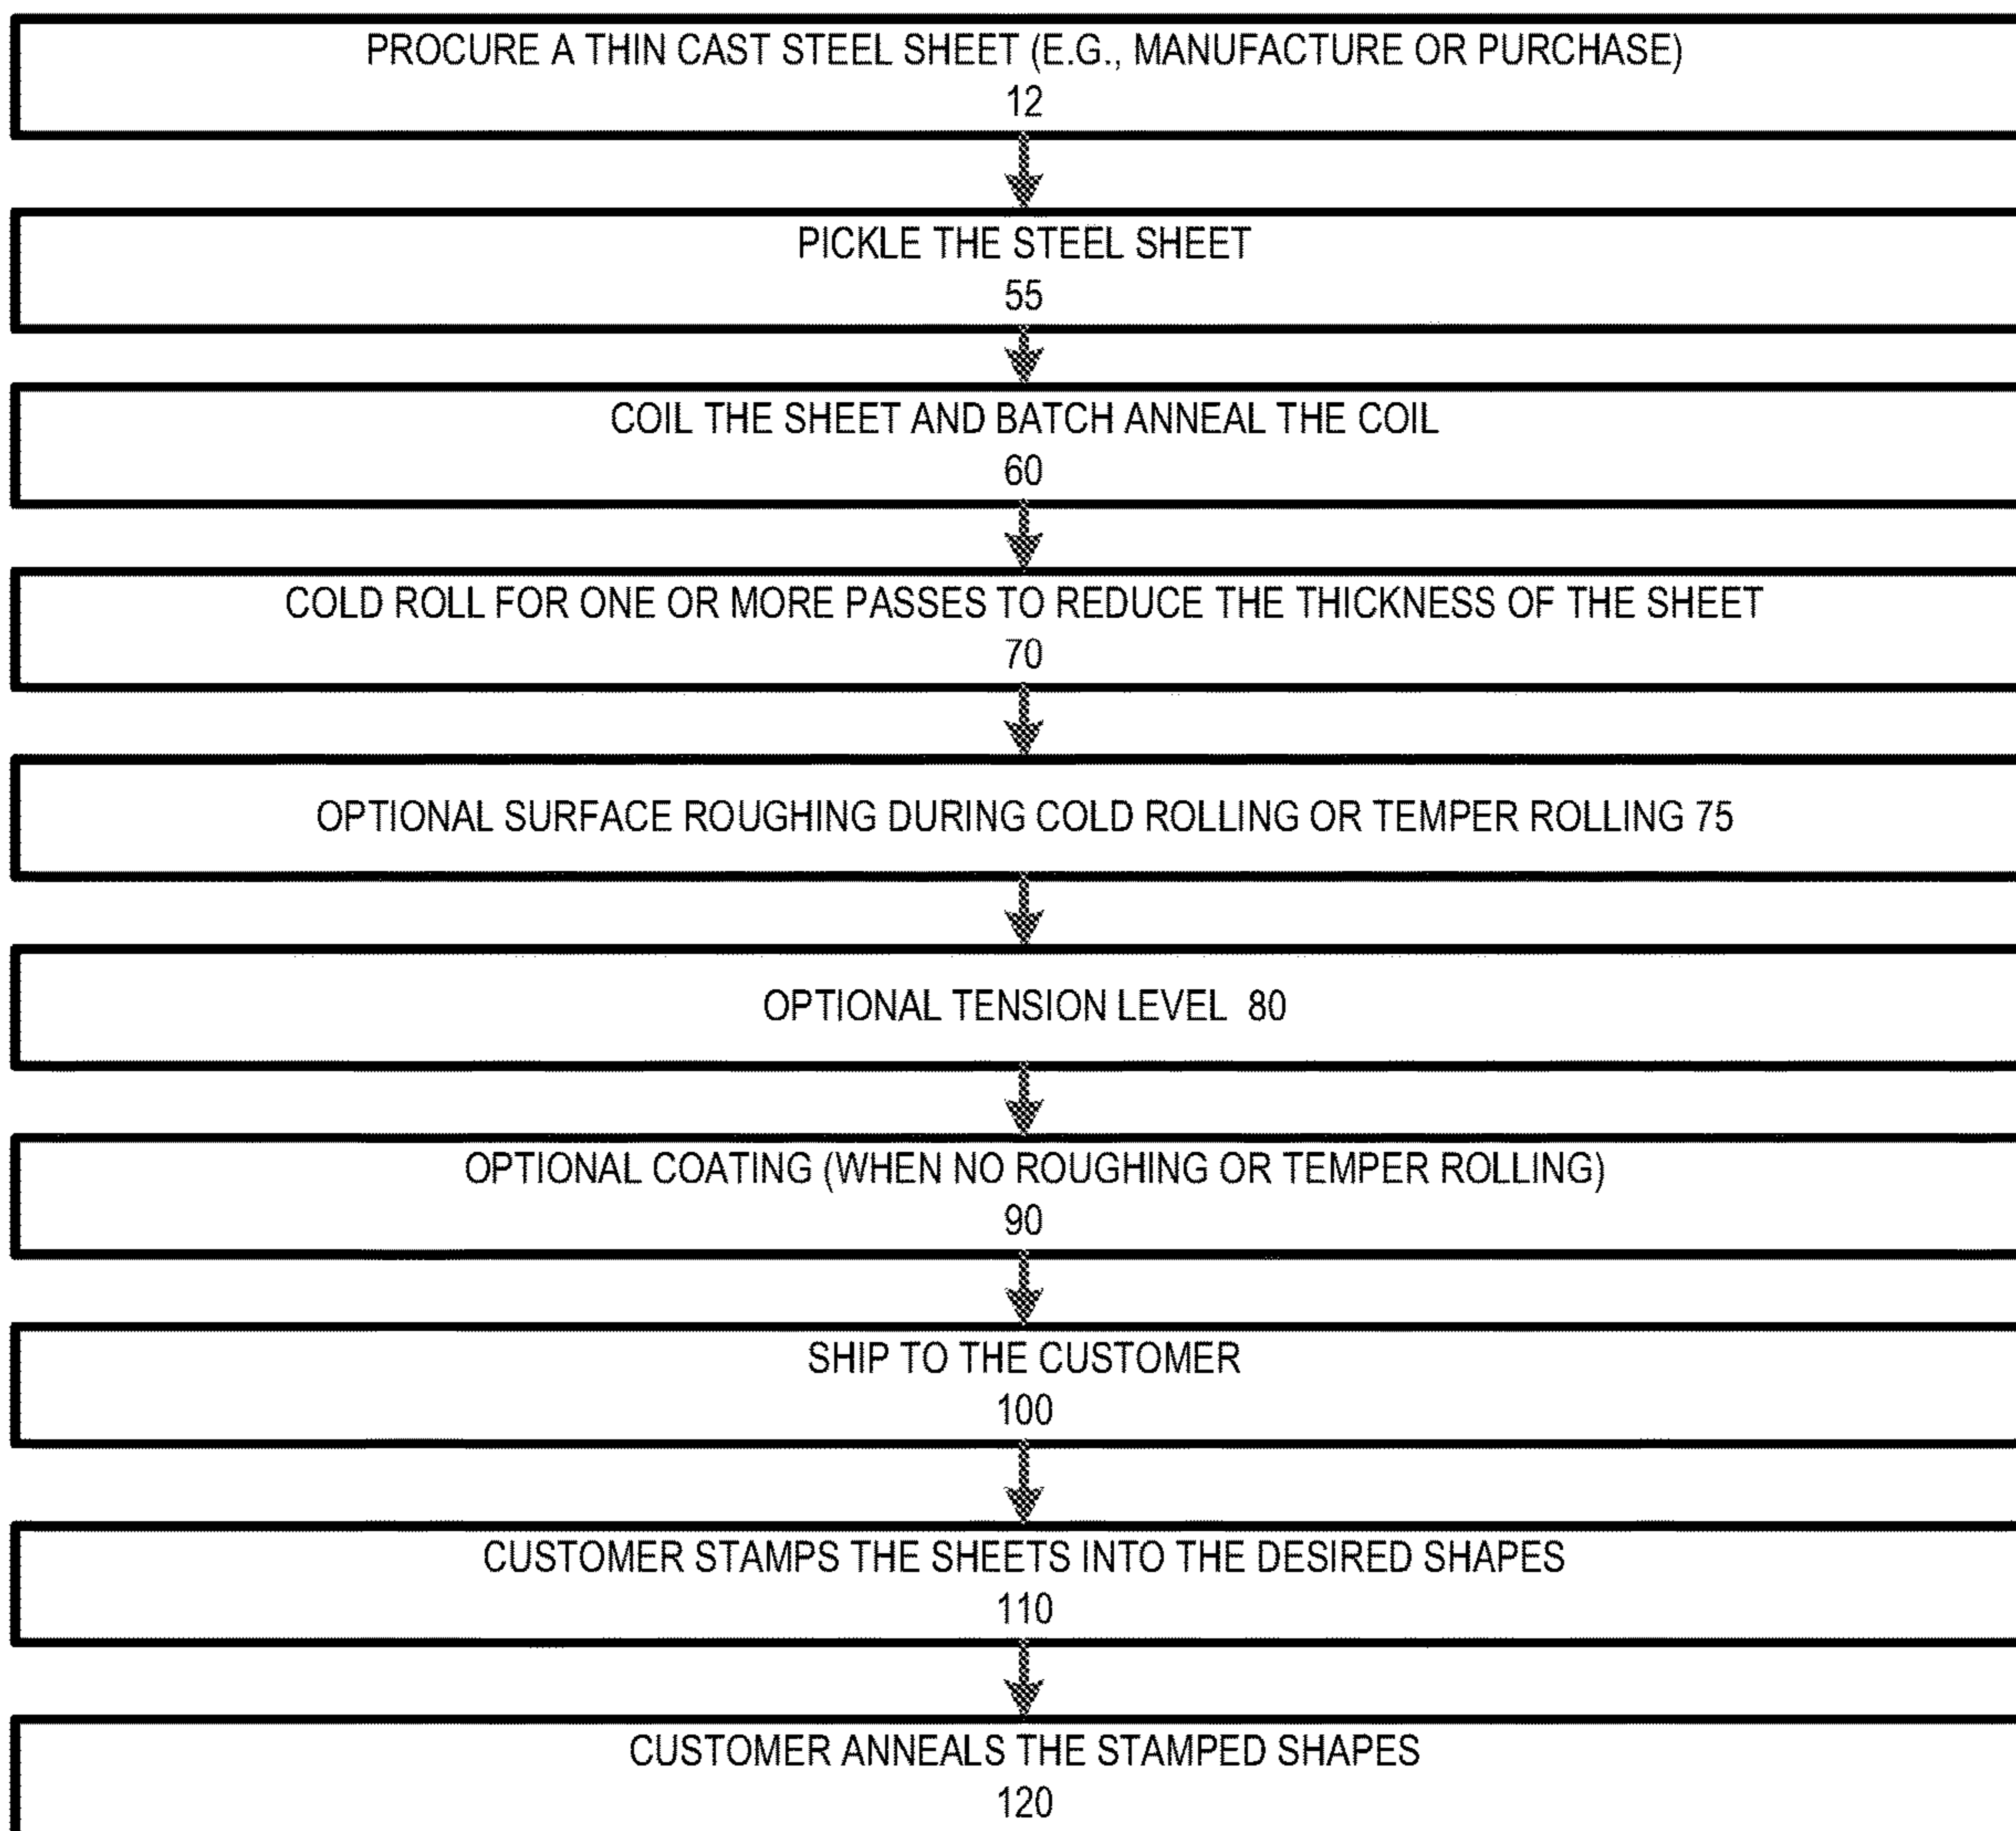 PROCURE A THIN CAST STEEL SHEET (E.G., MANUFACTURE OR PURCHASE)
12
PICKLE THE STEEL SHEET
55
COIL THE SHEET AND BATCH ANNEAL THE COIL
60
COLD ROLL FOR ONE OR MORE PASSES TO REDUCE THE THICKNESS OF THE SHEET
70
OPTIONAL SURFACE ROUGHING DURING COLD ROLLING OR TEMPER ROLLING 75
OPTIONAL TENSION LEVEL 80
OPTIONAL COATING (WHEN NO ROUGHING OR TEMPER ROLLING)
90
SHIP TO THE CUSTOMER
100
CUSTOMER STAMPS THE SHEETS INTO THE DESIRED SHAPES
110
CUSTOMER ANNEALS THE STAMPED SHAPES
120